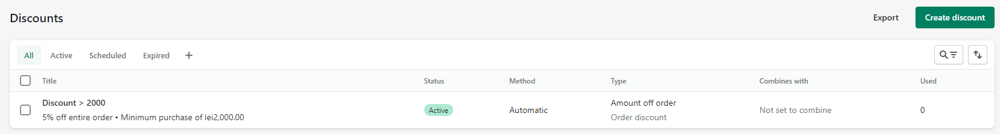 Discounts
Export
Create discount
All
Active
Scheduled
Expired
Title
Status
Method
Type
Combines with
Used
Discount > 2000
5% off entire order • Minimum purchase of lei2,000.00
Active
Automatic
Amount off order
Order discount
Not set to combine
0